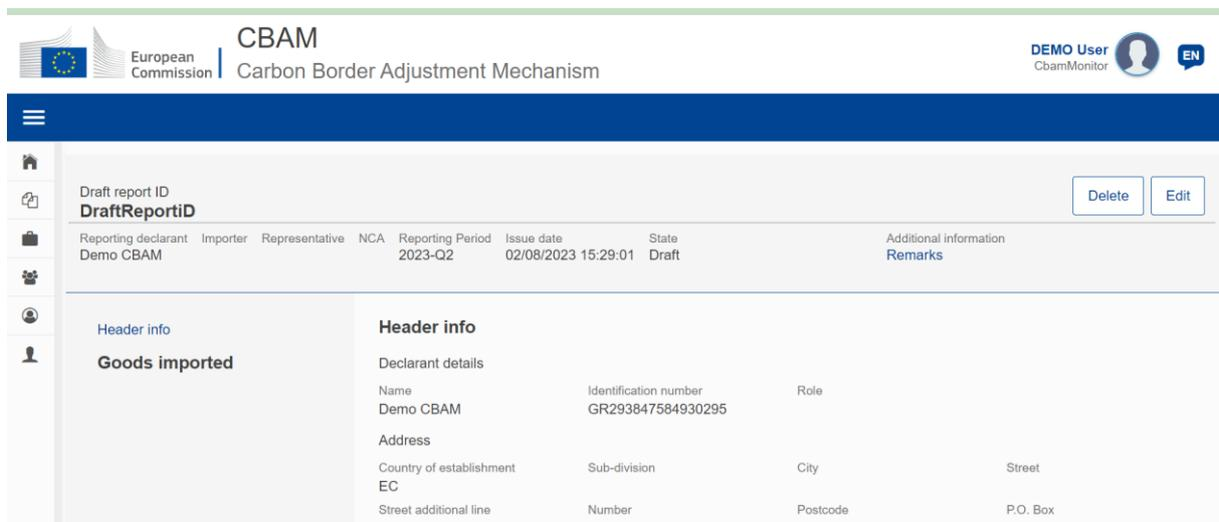 CBAM
European
Commission
Carbon Border Adjustment Mechanism
DEMO User
CbamMonitor
EN
Draft report ID
DraftReportiD
Delete Edit
Reporting declarant Importer Representative NCA Reporting Period Issue date State Additional information
Demo CBAM 2023-Q2 02/08/2023 15:29:01 Draft Remarks
Header info
Goods imported
Header info
Declarant details
Name Identification number Role
Demo CBAM GR293847584930295
Address
Country of establishment Sub-division City Street
EC
Street additional line Number Postcode P.O. Box